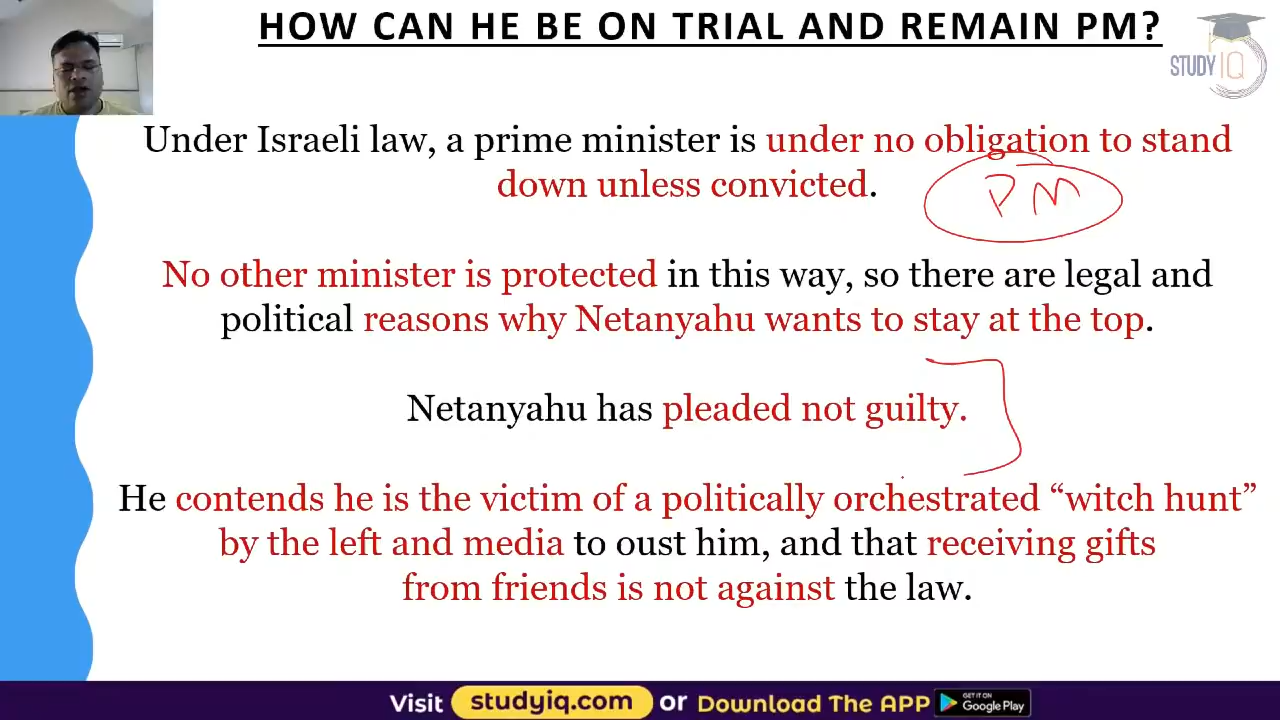 HOW CAN HE BE ON TRIAL AND REMAIN PM?
STUDY IQ
Under Israeli law, a prime minister is under no obligation to stand
down unless convicted.
PM
No other minister is protected in this way, so there are legal and
political reasons why Netanyahu wants to stay at the top.
Netanyahu has pleaded not guilty.
He contends he is the victim of a politically orchestrated “witch hunt”
by the left and media to oust him, and that receiving gifts
from friends is not against the law.
Visit studyiq.com or Download The APP GET IT ON Google Play